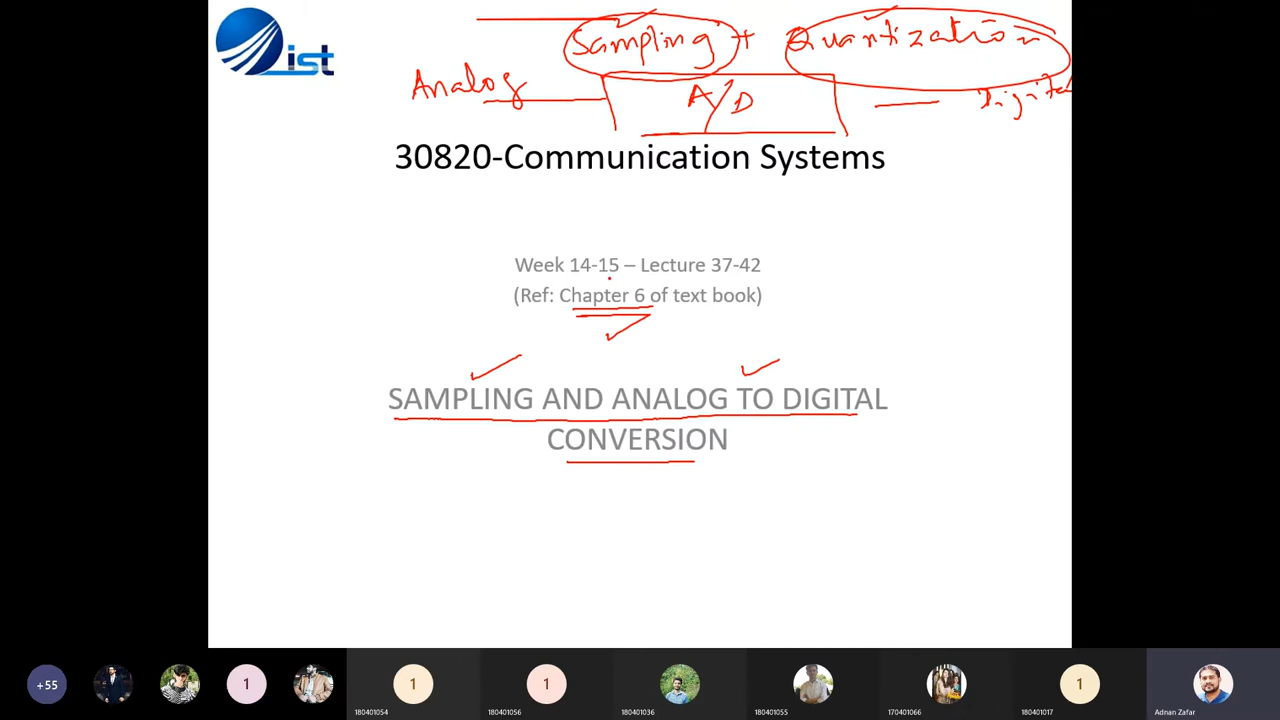 Sampling + Quantization
Analog A/D Digital
ist
30820-Communication Systems
Week 14-15 – Lecture 37-42
(Ref: Chapter 6 of text book)
SAMPLING AND ANALOG TO DIGITAL
CONVERSION
+55 1 1 1 1
180401054 180401056 180401036 180401055 170401066 180401017 Adnan Zafar